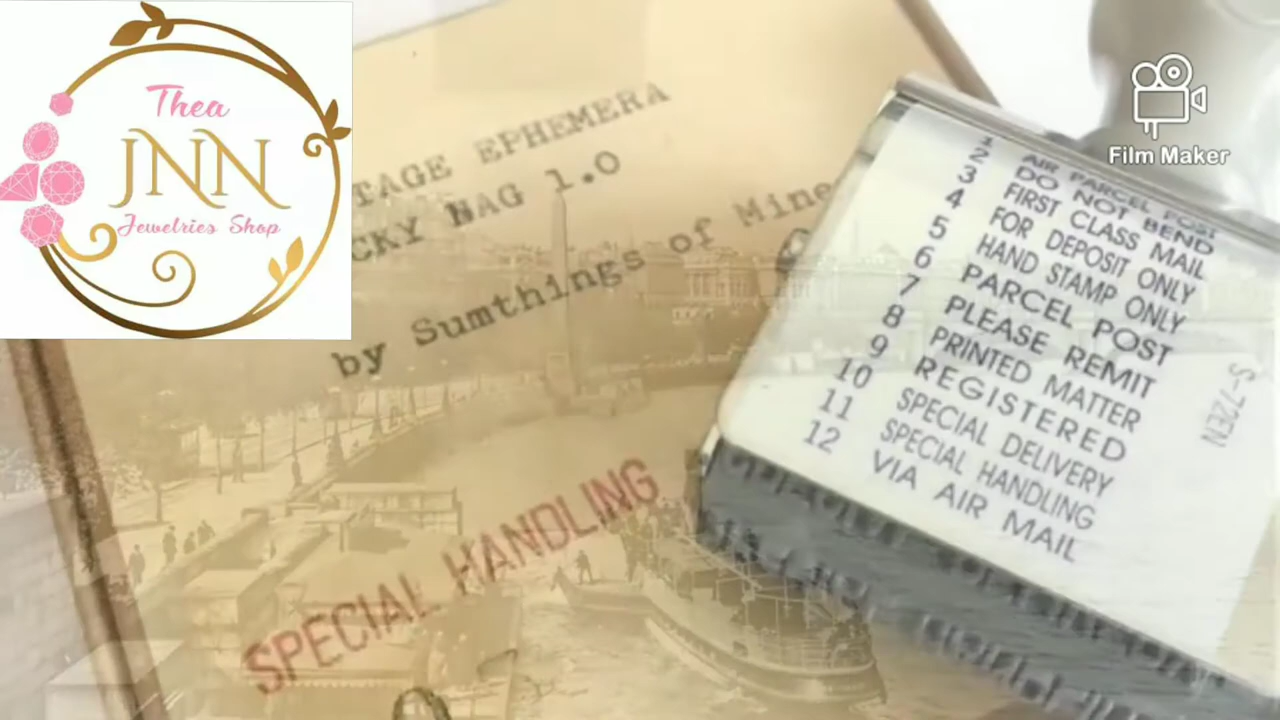 Thea
JNN
Jewelries Shop
Film Maker
TAGE EPHEMERA
CKY BAG 1.0
by Sumthings of Mine
SPECIAL HANDLING
1 AIR PARCEL POST
2 DO NOT BEND
3 FIRST CLASS MAIL
4 FOR DEPOSIT ONLY
5 HAND STAMP ONLY
6 PARCEL POST
7 PLEASE REMIT
8 PRINTED MATTER
9 REGISTERED
10 SPECIAL DELIVERY
11 SPECIAL HANDLING
12 VIA AIR MAIL
S-72EN